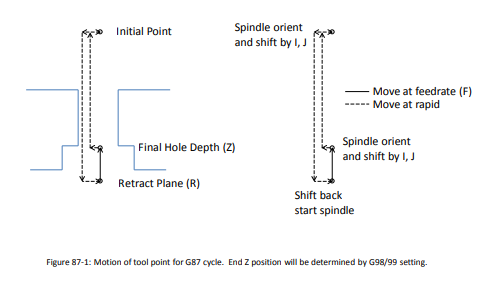 Initial Point
Final Hole Depth (Z)
Retract Plane (R)
Spindle orient
and shift by I, J
Move at feedrate (F)
Move at rapid
Spindle orient
and shift by I, J
Shift back
start spindle
Figure 87-1: Motion of tool point for G87 cycle.  End Z position will be determined by G98/99 setting.